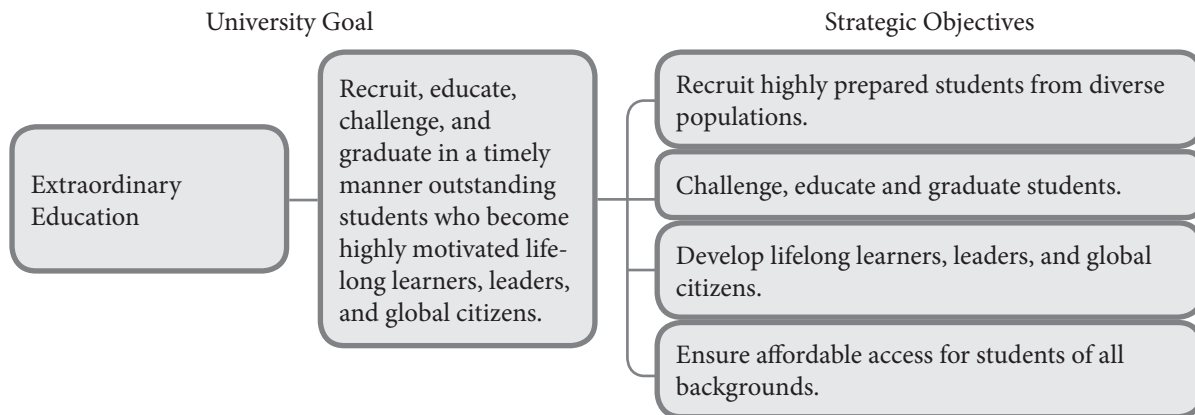 University Goal
Strategic Objectives
Extraordinary
Education
Recruit, educate,
challenge, and
graduate in a timely
manner outstanding
students who become
highly motivated life-
long learners, leaders,
and global citizens.
Recruit highly prepared students from diverse
populations.
Challenge, educate and graduate students.
Develop lifelong learners, leaders, and global
citizens.
Ensure affordable access for students of all
backgrounds.